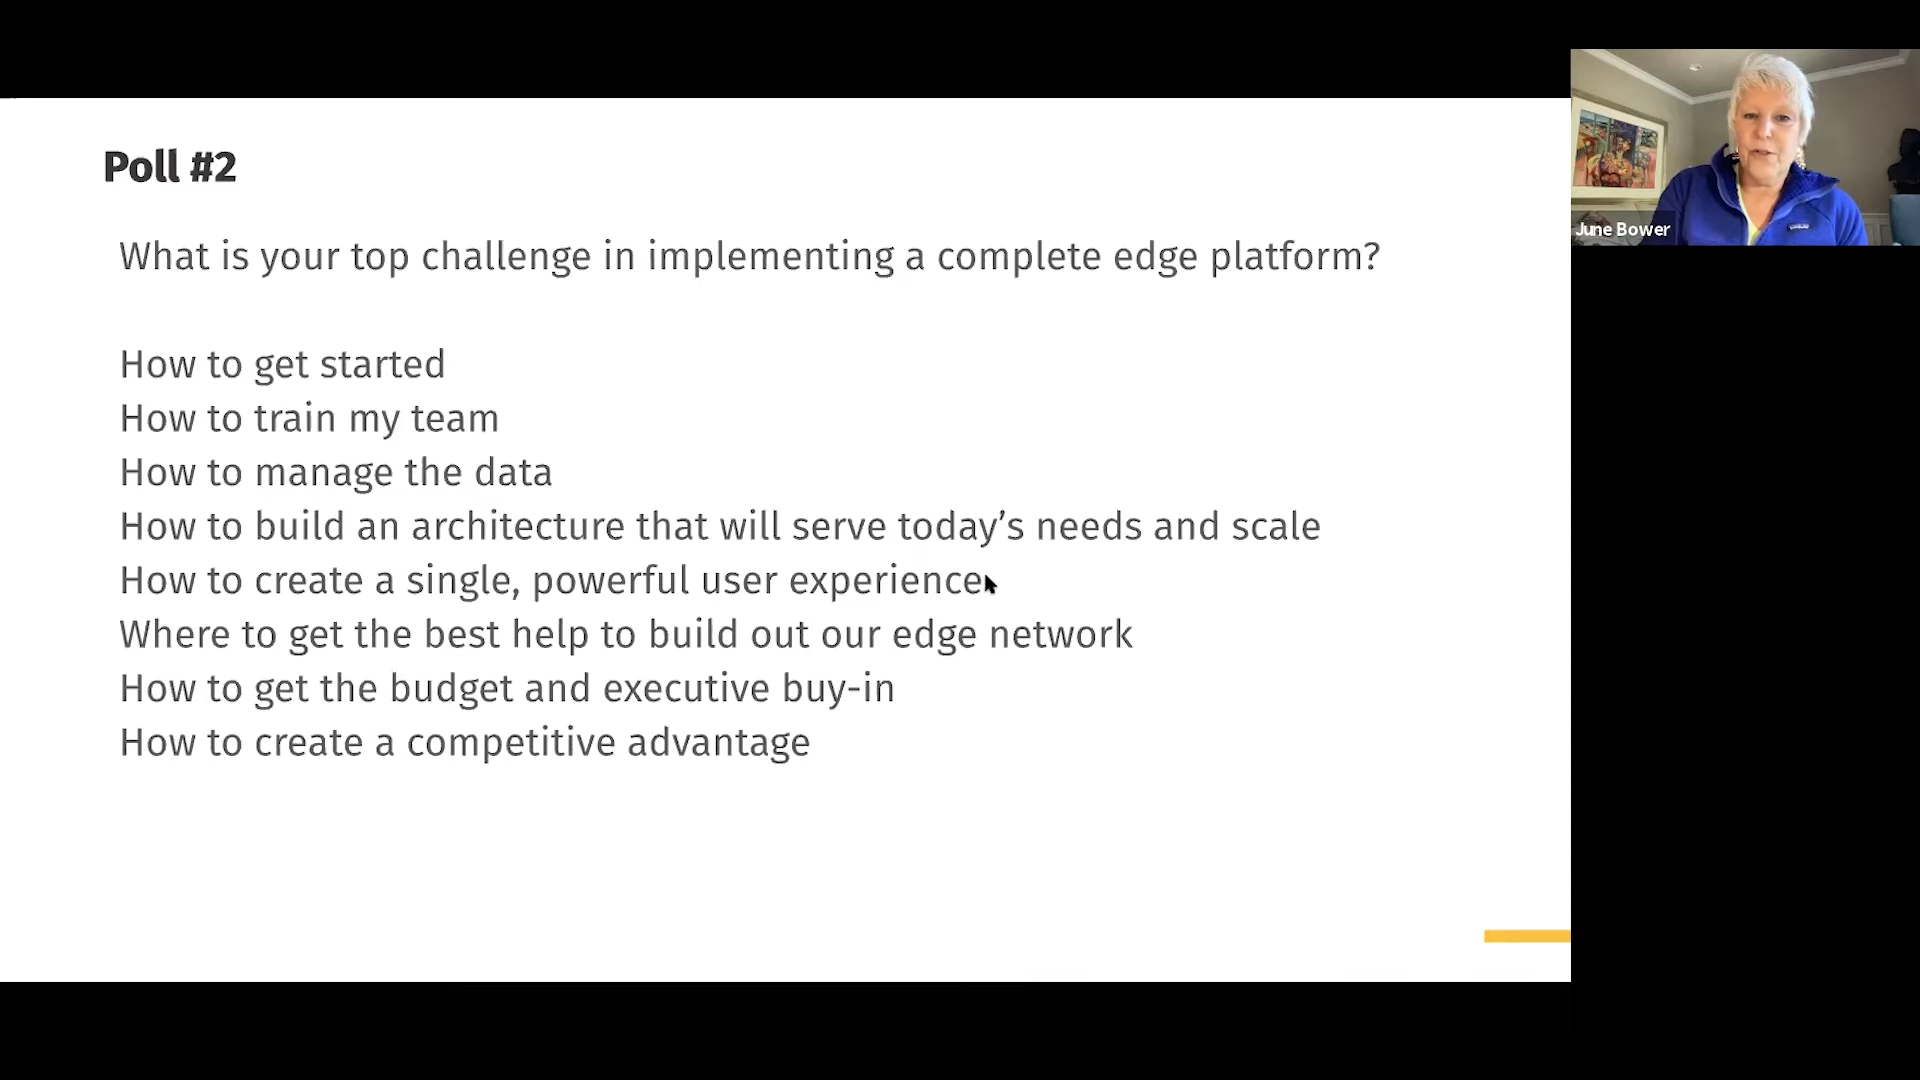 Poll #2
What is your top challenge in implementing a complete edge platform?
How to get started
How to train my team
How to manage the data
How to build an architecture that will serve today’s needs and scale
How to create a single, powerful user experience
Where to get the best help to build out our edge network
How to get the budget and executive buy-in
How to create a competitive advantage
June Bower